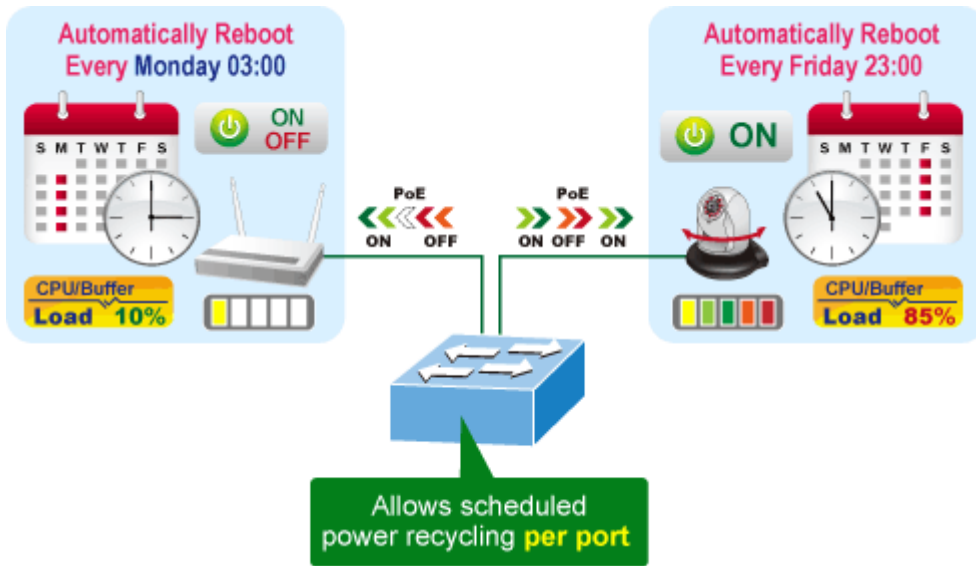 Automatically Reboot
Every Monday 03:00
S M T W T F S
ON
OFF
CPU/Buffer
Load 10%
PoE
ON OFF
PoE
ON OFF ON
Automatically Reboot
Every Friday 23:00
ON
S M T W T F S
CPU/Buffer
Load 85%
Allows scheduled
power recycling per port